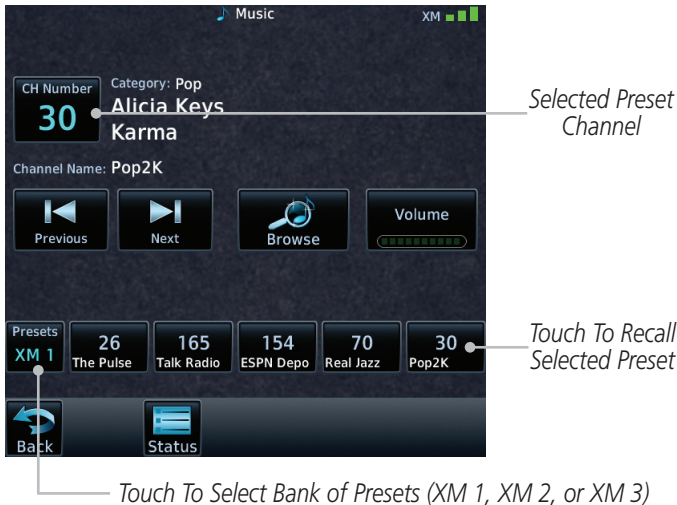 Music
XM
CH Number
30
Category: Pop
Alicia Keys
Karma
Selected Preset
Channel
Channel Name: Pop2K
Previous
Next
Browse
Volume
Presets
XM 1
26
The Pulse
165
Talk Radio
154
ESPN Depo
70
Real Jazz
30
Pop2K
Touch To Recall
Selected Preset
Back
Status
Touch To Select Bank of Presets (XM 1, XM 2, or XM 3)